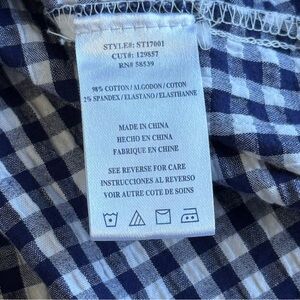 STYLE#: ST17001
CUT#: 129857
RN# 58539
98% COTTON / ALGODON / COTON
2% SPANDEX / ELASTANO / ELASTHANNE
MADE IN CHINA
HECHO EN CHINA
FABRIQUE EN CHINE
SEE REVERSE FOR CARE
INSTRUCCIONES AL REVERSO
VOIR AUTRE COTE DE SOINS